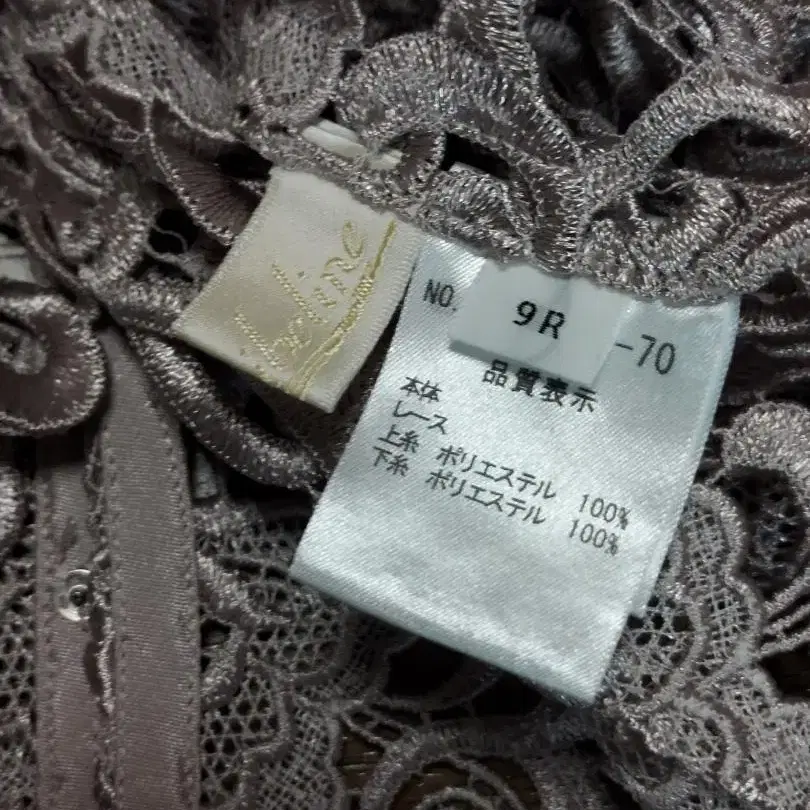 NO. 9R -70
品質表示
本体
レース
上糸 ポリエステル 100%
下糸 ポリエステル 100%